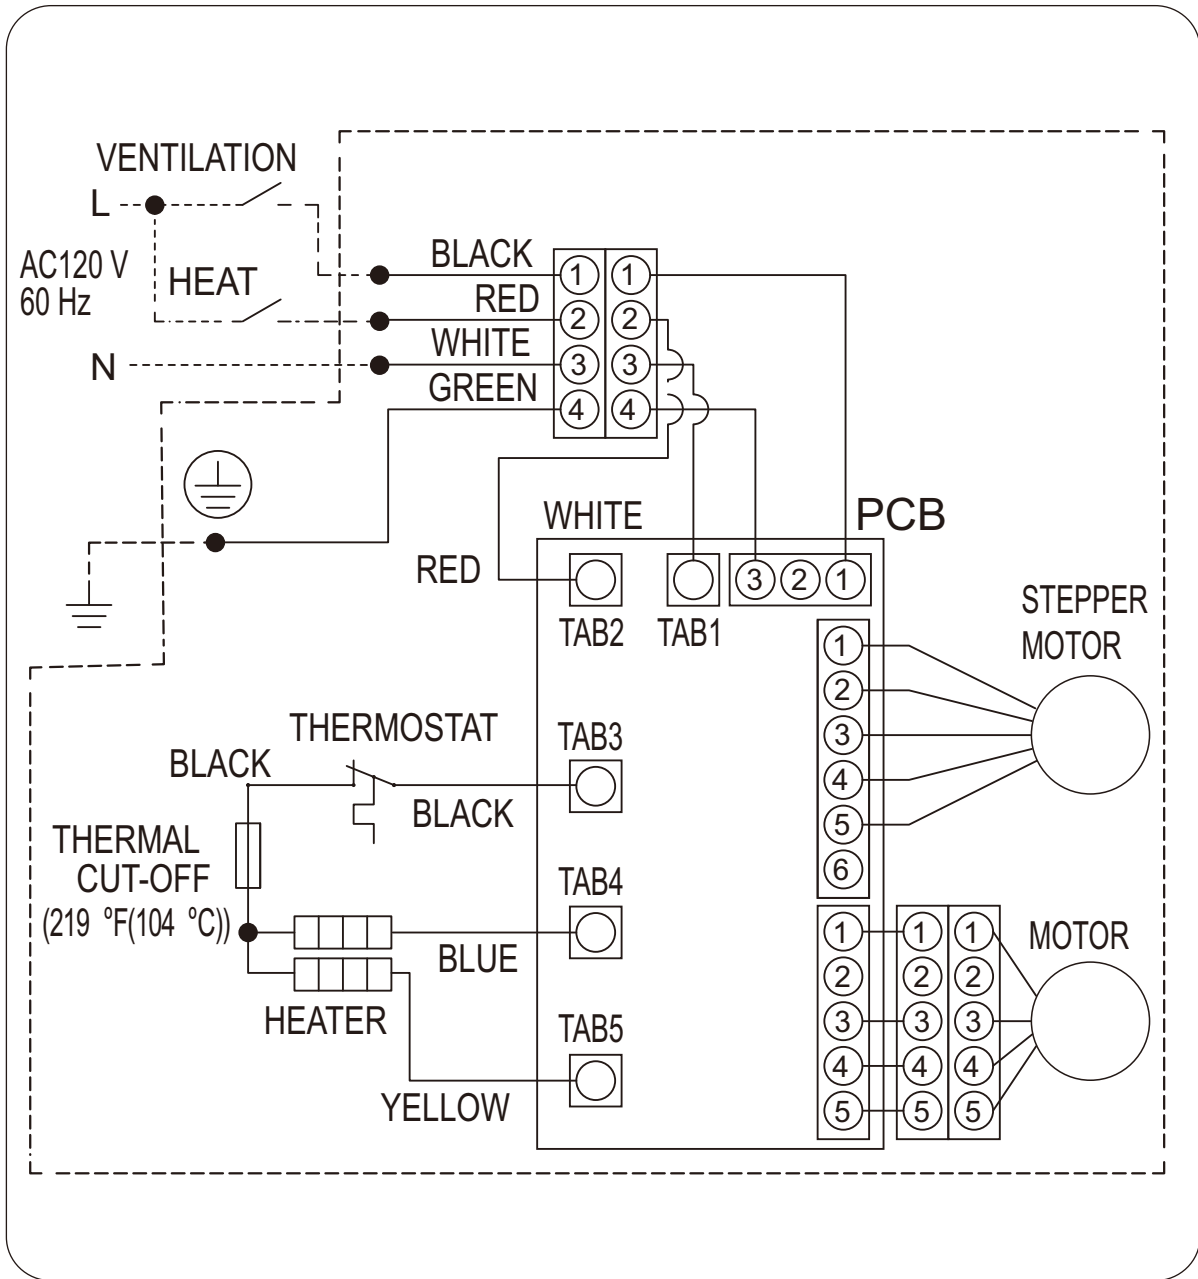 VENTILATION
L
AC120 V
60 Hz
HEAT
N
BLACK
RED
WHITE
GREEN
1 1
2 2
3 3
4 4
WHITE
PCB
RED
TAB2
TAB1
3 2 1
STEPPER
MOTOR
1
2
3
4
5
6
THERMOSTAT
BLACK
BLACK
TAB3
THERMAL
CUT-OFF
(219 °F(104 °C))
TAB4
BLUE
HEATER
TAB5
YELLOW
MOTOR
1 1 1
2 2 2
3 3 3
4 4 4
5 5 5